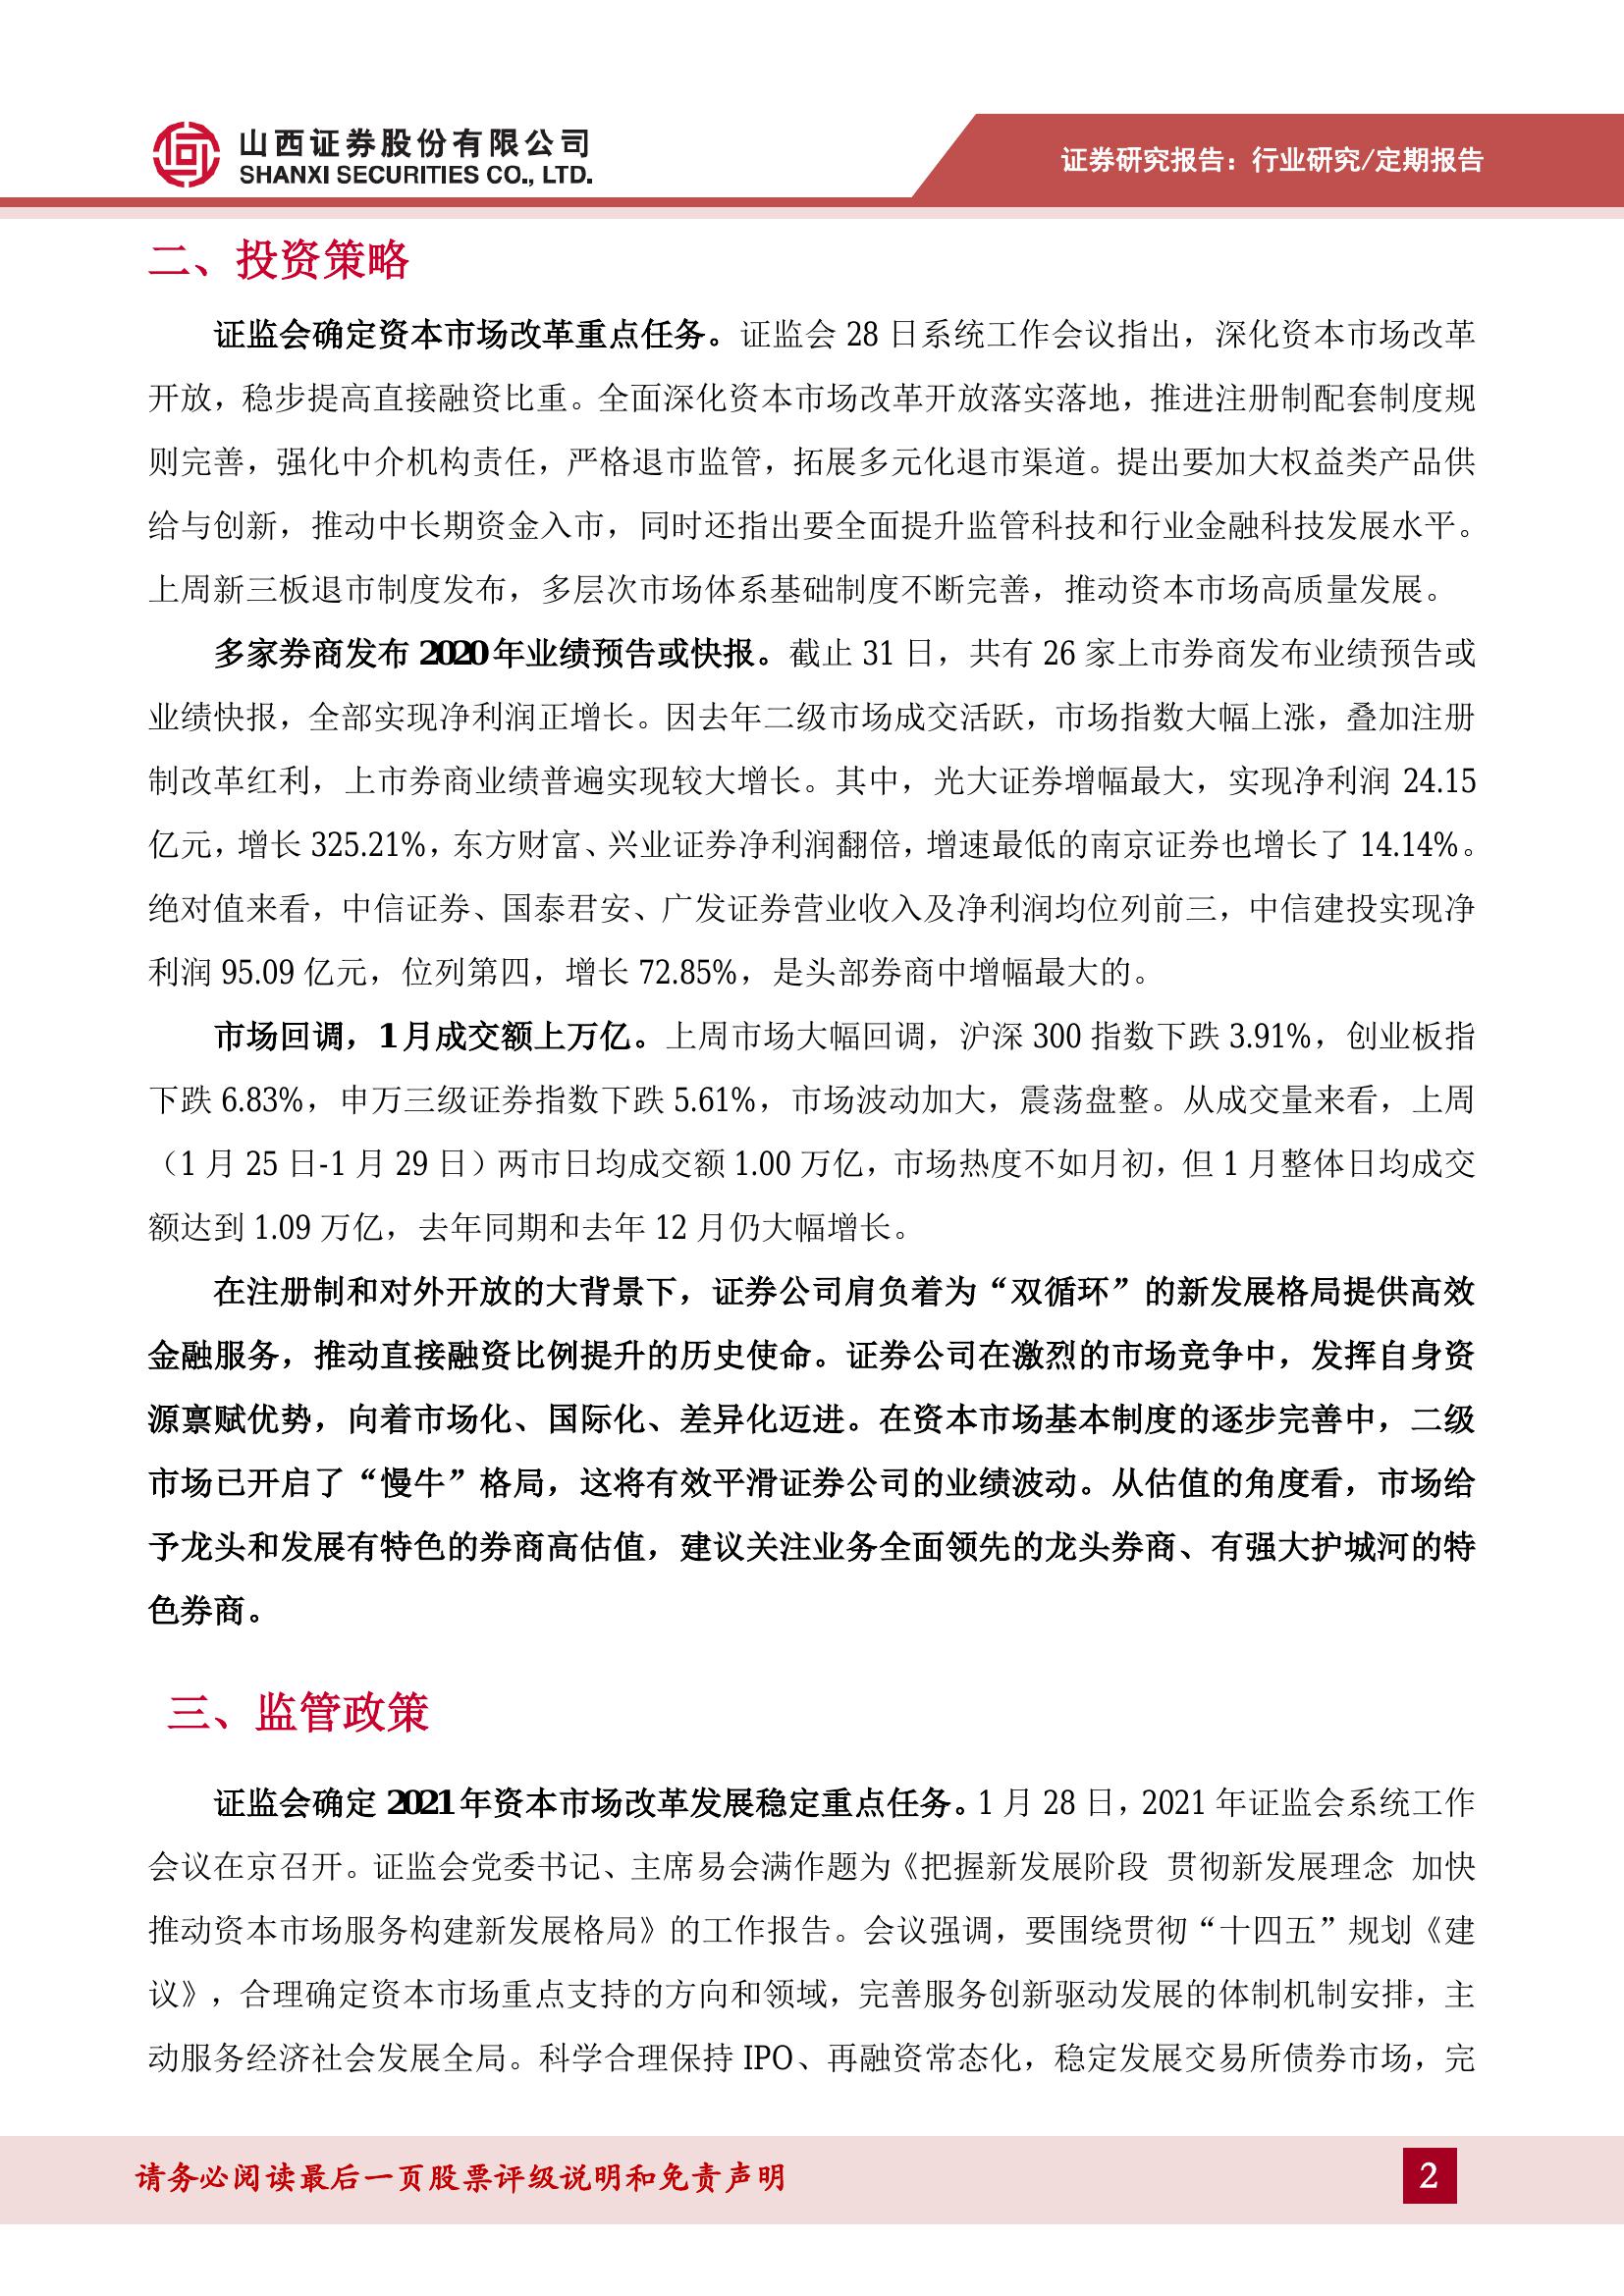 山西证券股份有限公司
SHANXI SECURITIES CO., LTD.
证券研究报告：行业研究/定期报告
二、投资策略
证监会确定资本市场改革重点任务。证监会 28 日系统工作会议指出，深化资本市场改革
开放，稳步提高直接融资比重。全面深化资本市场改革开放落实落地，推进注册制配套制度规
则完善，强化中介机构责任，严格退市监管，拓展多元化退市渠道。提出要加大权益类产品供
给与创新，推动中长期资金入市，同时还指出要全面提升监管科技和行业金融科技发展水平。
上周新三板退市制度发布，多层次市场体系基础制度不断完善，推动资本市场高质量发展。
多家券商发布 2020 年业绩预告或快报。截止 31 日，共有 26 家上市券商发布业绩预告或
业绩快报，全部实现净利润正增长。因去年二级市场成交活跃，市场指数大幅上涨，叠加注册
制改革红利，上市券商业绩普遍实现较大增长。其中，光大证券增幅最大，实现净利润 24.15
亿元，增长 325.21%，东方财富、兴业证券净利润翻倍，增速最低的南京证券也增长了 14.14%。
绝对值来看，中信证券、国泰君安、广发证券营业收入及净利润均位列前三，中信建投实现净
利润 95.09 亿元，位列第四，增长 72.85%，是头部券商中增幅最大的。
市场回调，1 月成交额上万亿。上周市场大幅回调，沪深 300 指数下跌 3.91%，创业板指
下跌 6.83%，申万三级证券指数下跌 5.61%，市场波动加大，震荡盘整。从成交量来看，上周
（1 月 25 日-1 月 29 日）两市日均成交额 1.00 万亿，市场热度不如月初，但 1 月整体日均成交
额达到 1.09 万亿，去年同期和去年 12 月仍大幅增长。
在注册制和对外开放的大背景下，证券公司肩负着为“双循环”的新发展格局提供高效
金融服务，推动直接融资比例提升的历史使命。证券公司在激烈的市场竞争中，发挥自身资
源禀赋优势，向着市场化、国际化、差异化迈进。在资本市场基本制度的逐步完善中，二级
市场已开启了“慢牛”格局，这将有效平滑证券公司的业绩波动。从估值的角度看，市场给
予龙头和发展有特色的券商高估值，建议关注业务全面领先的龙头券商、有强大护城河的特
色券商。
三、监管政策
证监会确定 2021 年资本市场改革发展稳定重点任务。1 月 28 日，2021 年证监会系统工作
会议在京召开。证监会党委书记、主席易会满作题为《把握新发展阶段 贯彻新发展理念 加快
推动资本市场服务构建新发展格局》的工作报告。会议强调，要围绕贯彻“十四五”规划《建
议》，合理确定资本市场重点支持的方向和领域，完善服务创新驱动发展的体制机制安排，主
动服务经济社会发展全局。科学合理保持 IPO、再融资常态化，稳定发展交易所债券市场，完
请务必阅读最后一页股票评级说明和免责声明
2